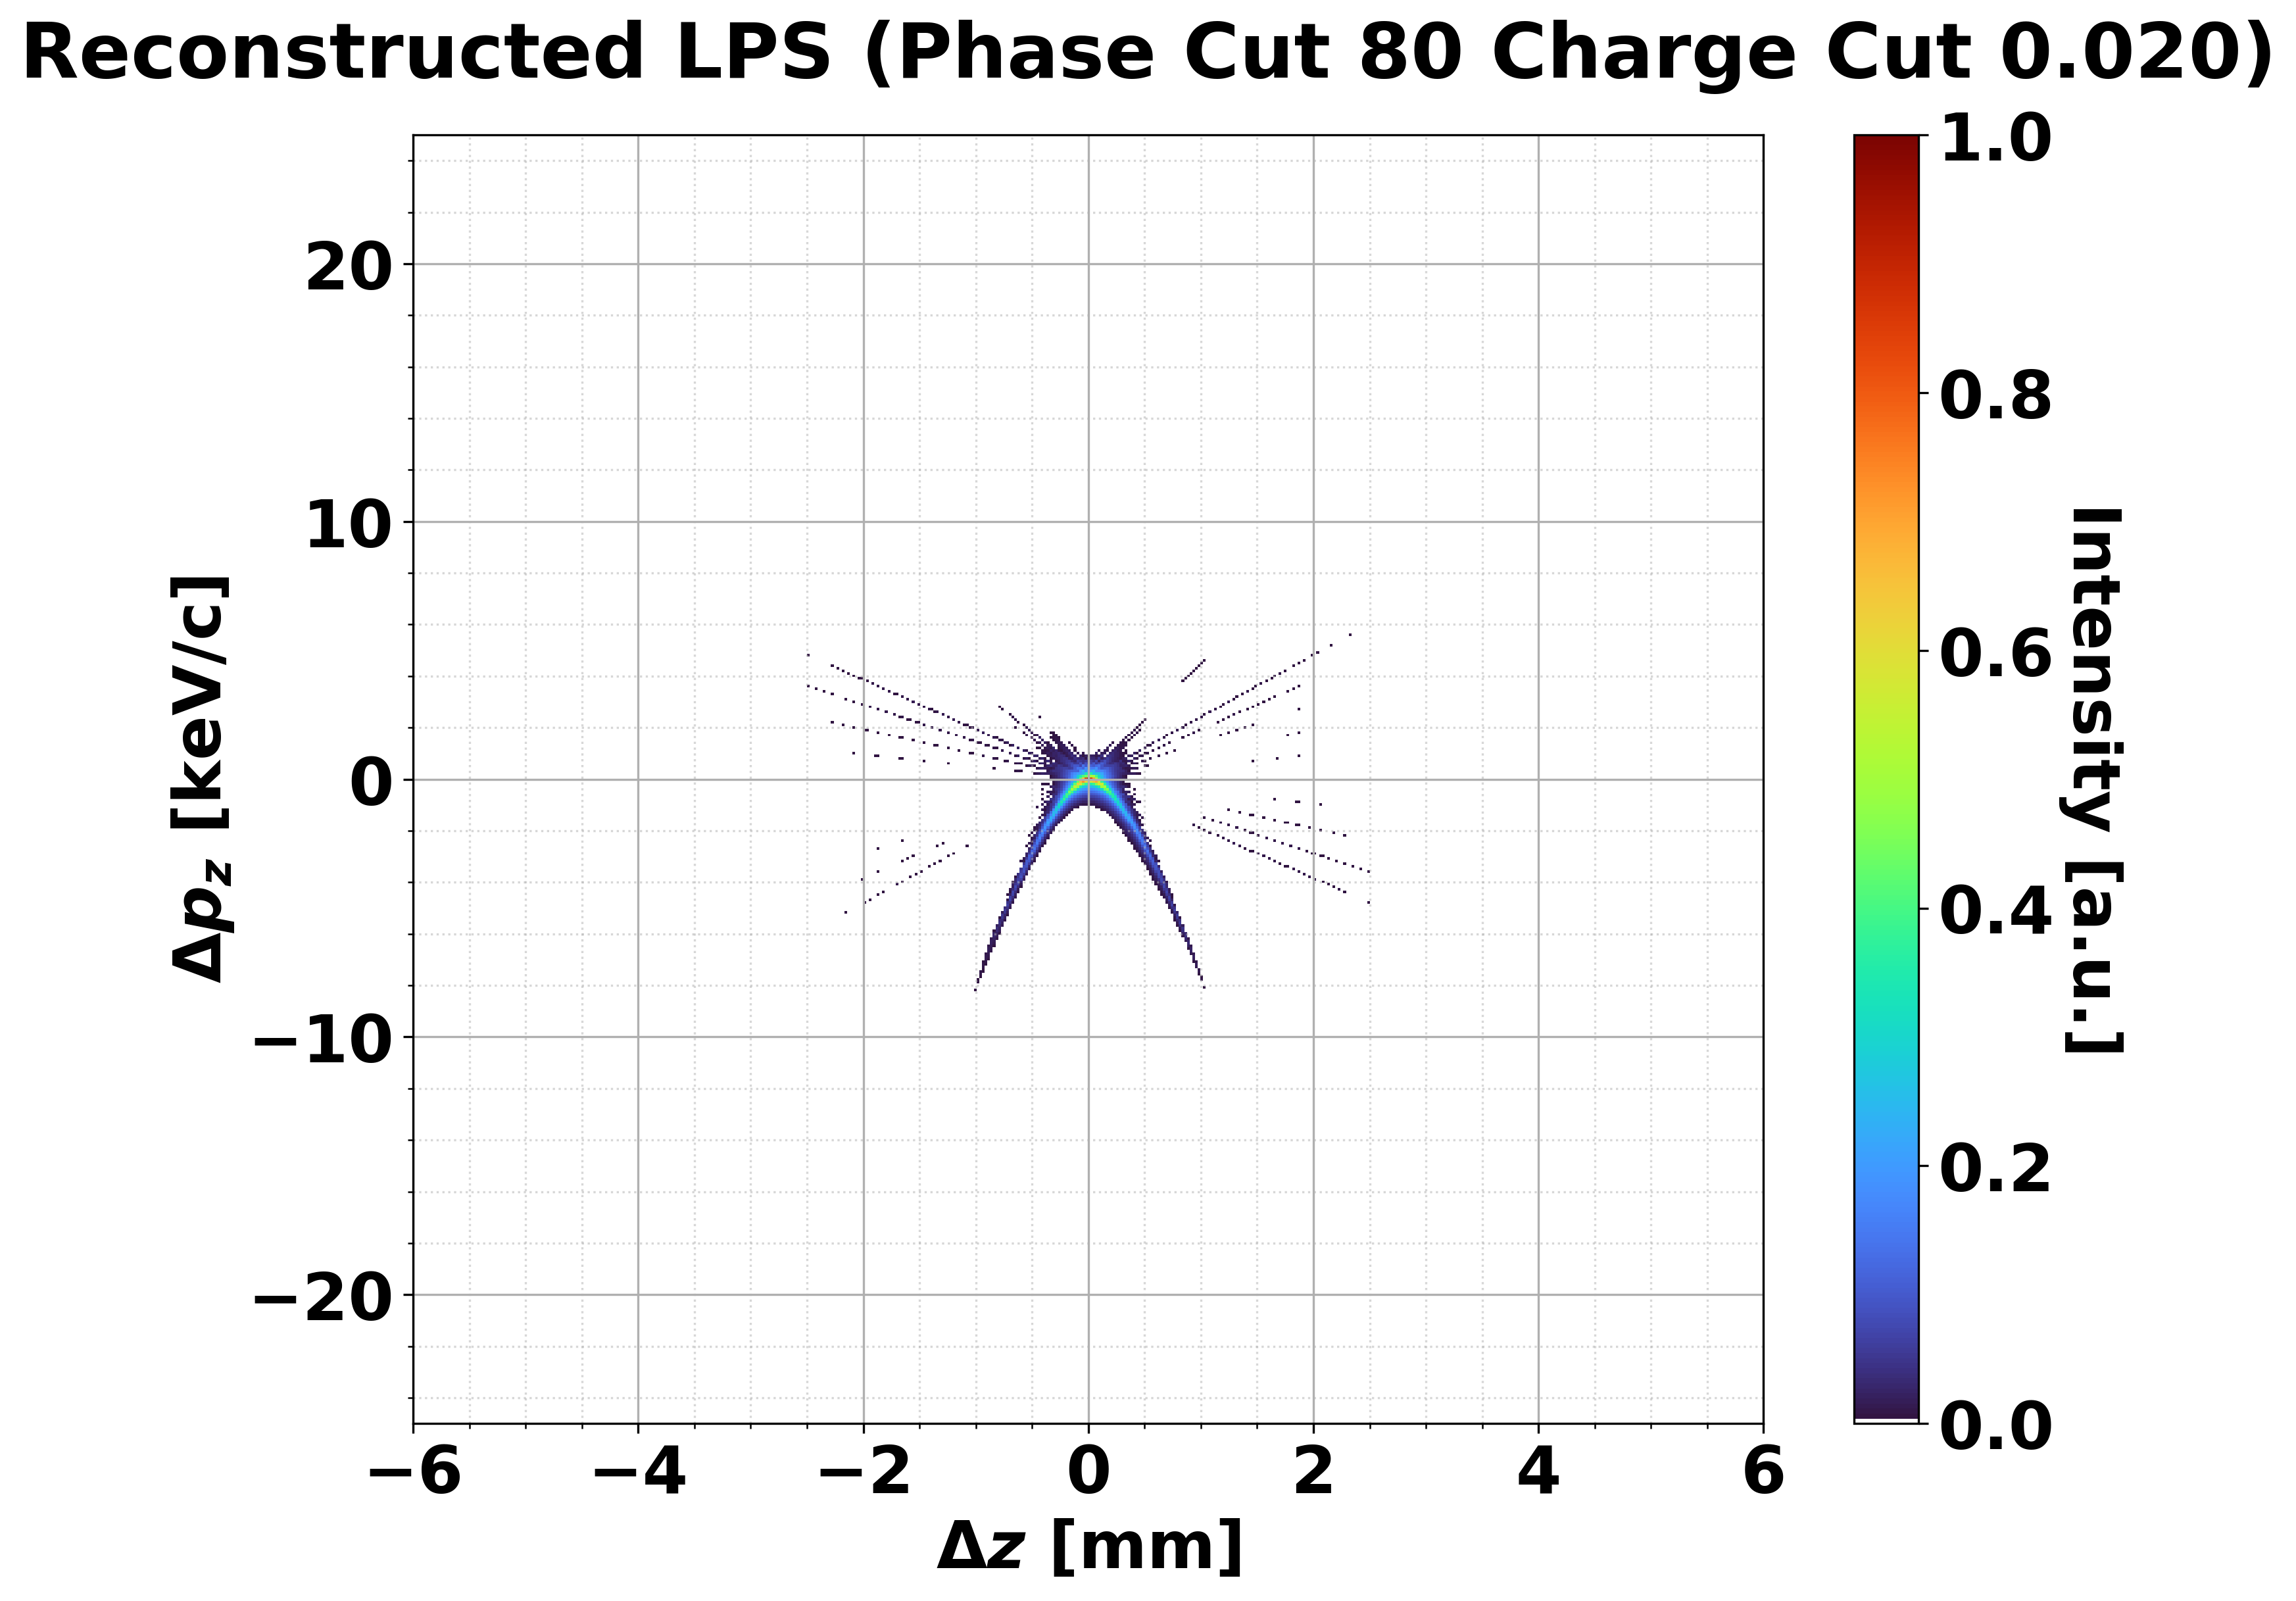 Reconstructed LPS (Phase Cut 80 Charge Cut 0.020)
1.0
0.8
0.6
0.4
0.2
0.0
Intensity [a.u.]
20
10
0
−10
−20
Δp_z [keV/c]
−6 −4 −2 0 2 4 6
Δz [mm]